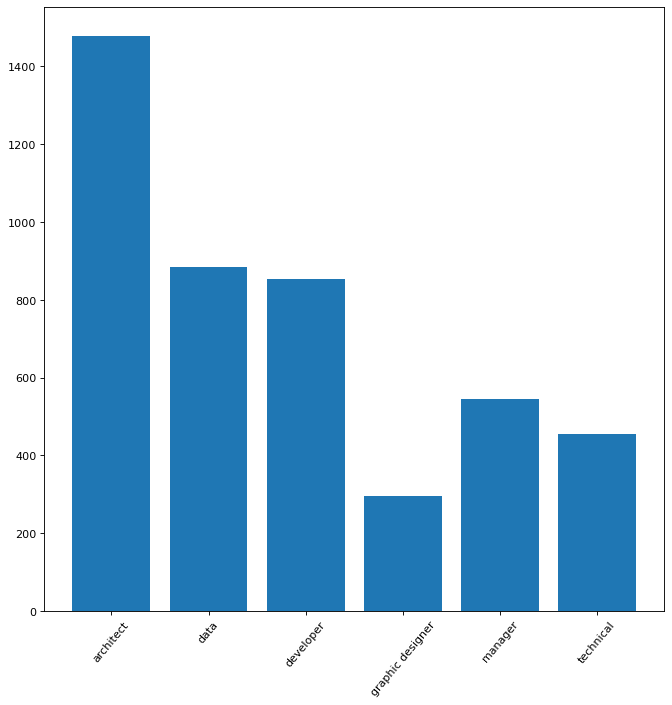 1400
1200
1000
800
600
400
200
0
architect
data
developer
graphic designer
manager
technical